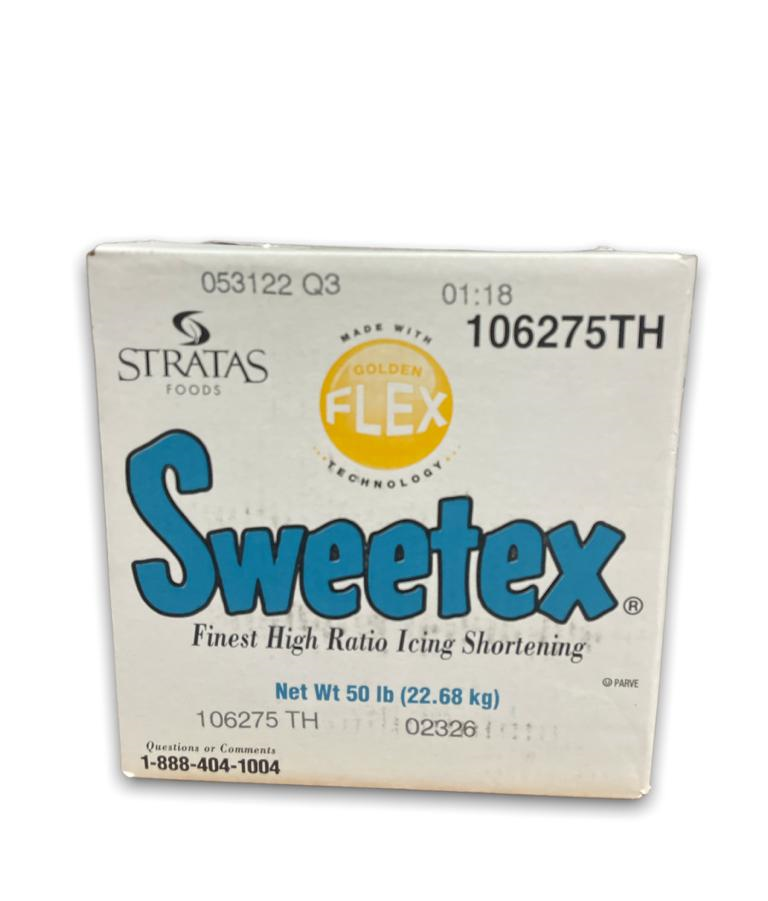 053122 Q3
01:18
106275TH
STRATAS
FOODS
MADE WITH
GOLDEN
FLEX
TECHNOLOGY
Sweetex®
Finest High Ratio Icing Shortening
PARVE
Net Wt 50 lb (22.68 kg)
106275 TH
02326
Questions or Comments
1-888-404-1004